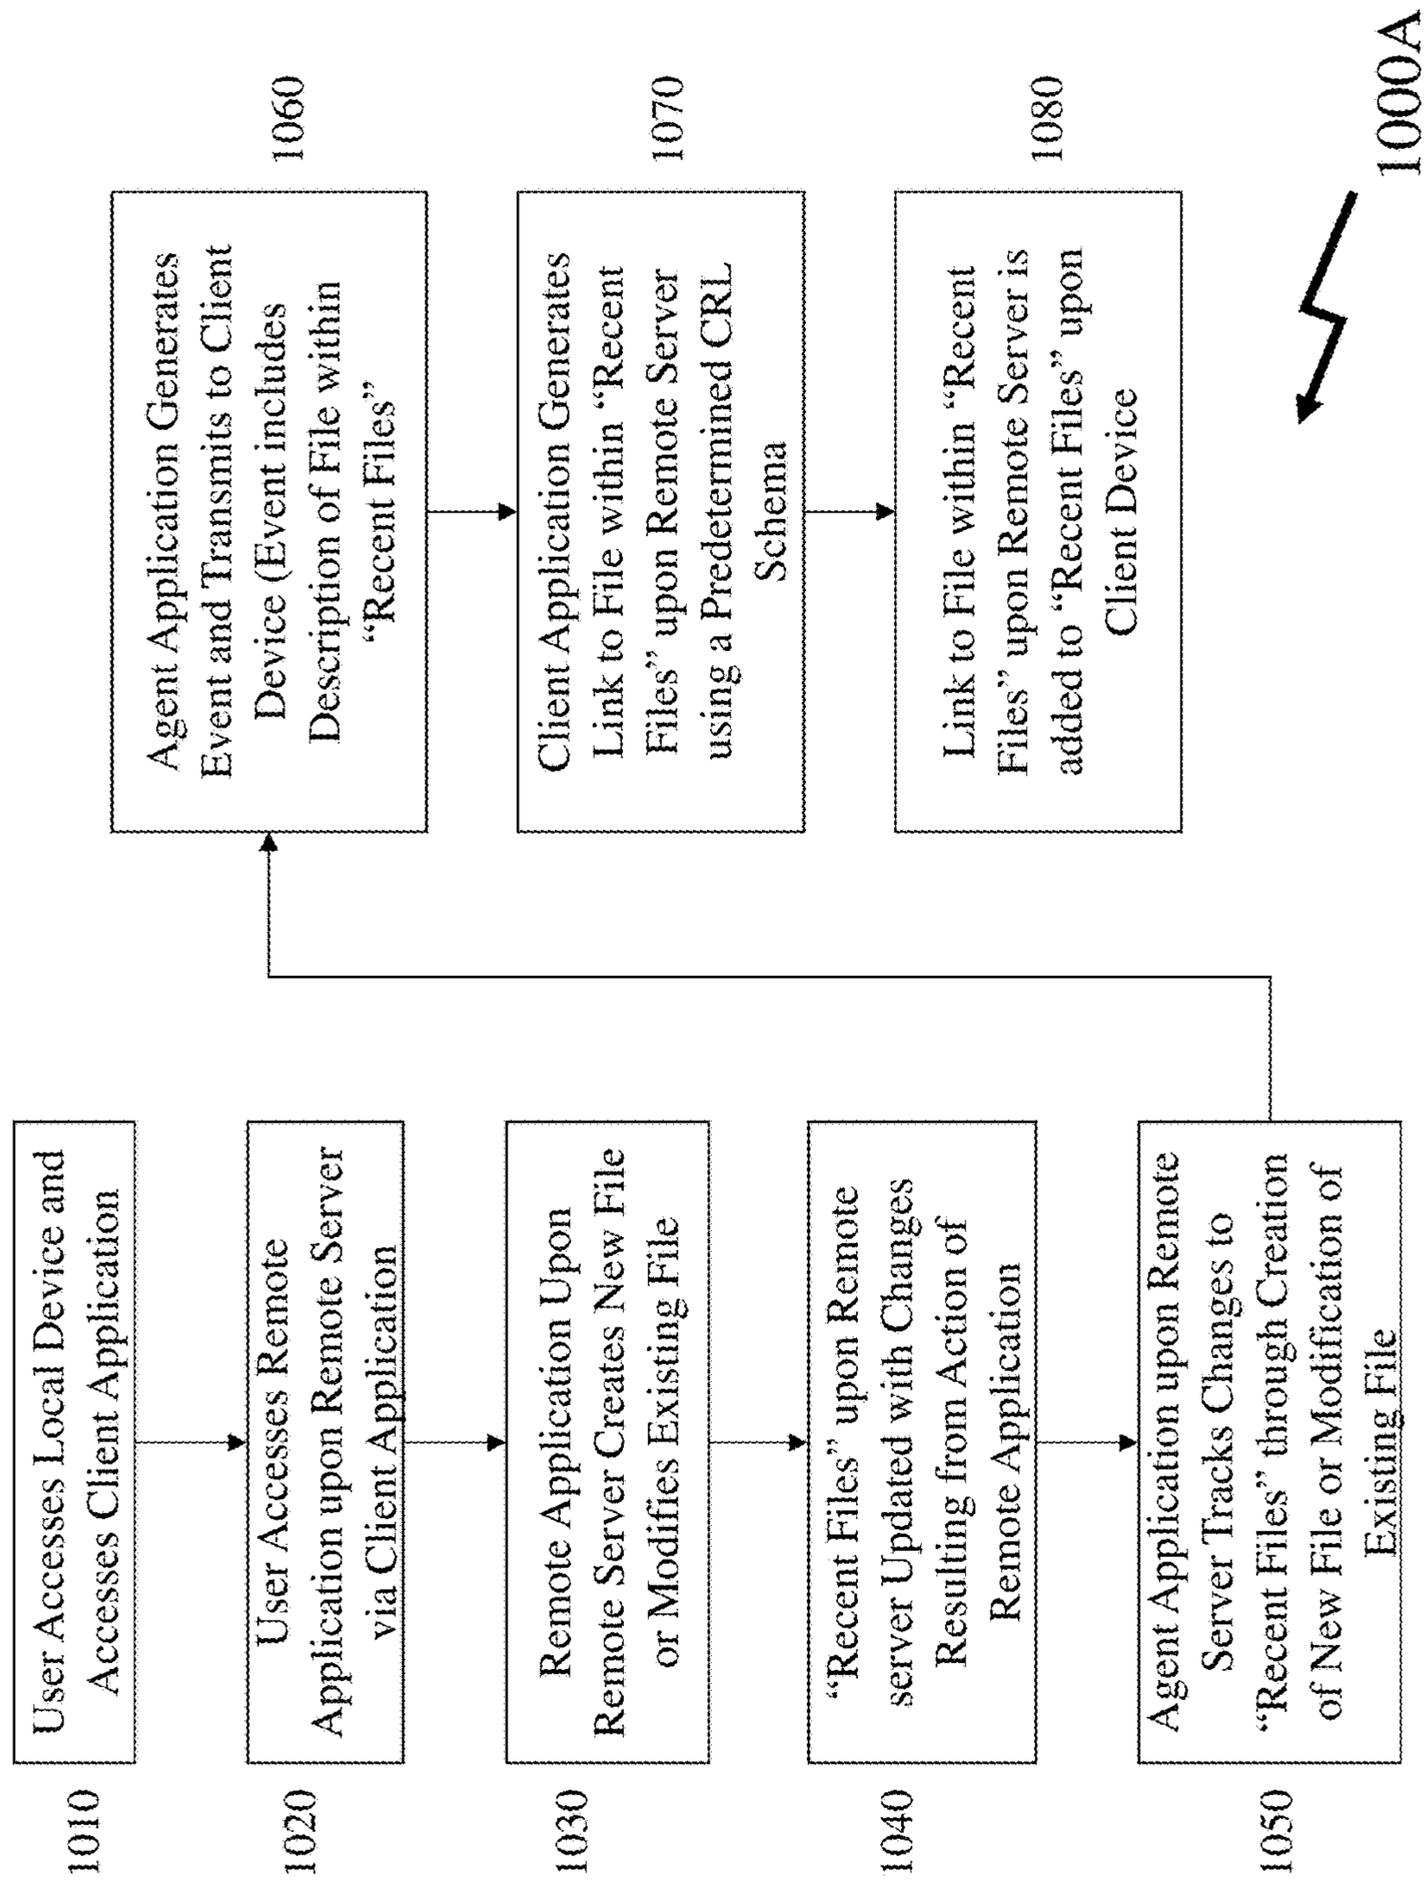 1010
User Accesses Local Device and
Accesses Client Application
1020
User Accesses Remote
Application upon Remote Server
via Client Application
1030
Remote Application Upon
Remote Server Creates New File
or Modifies Existing File
1040
“Recent Files” upon Remote
server Updated with Changes
Resulting from Action of
Remote Application
1050
Agent Application upon Remote
Server Tracks Changes to
“Recent Files” through Creation
of New File or Modification of
Existing File
Agent Application Generates
Event and Transmits to Client
Device (Event includes
Description of File within
“Recent Files”
1060
Client Application Generates
Link to File within “Recent
Files” upon Remote Server
using a Predetermined CRL
Schema
1070
Link to File within “Recent
Files” upon Remote Server is
added to “Recent Files” upon
Client Device
1080
1000A